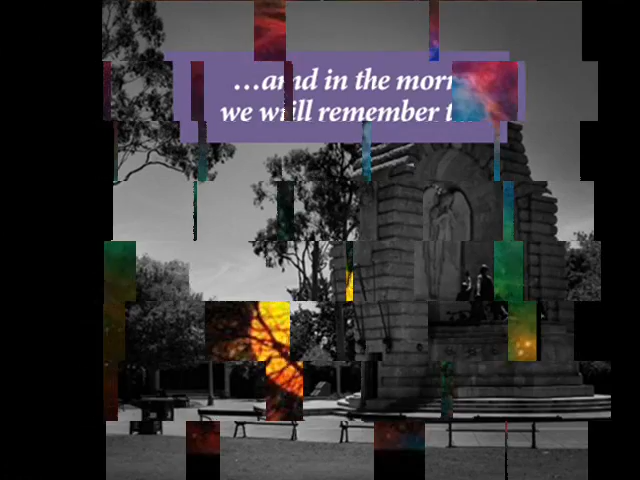 …and in the
we will remember